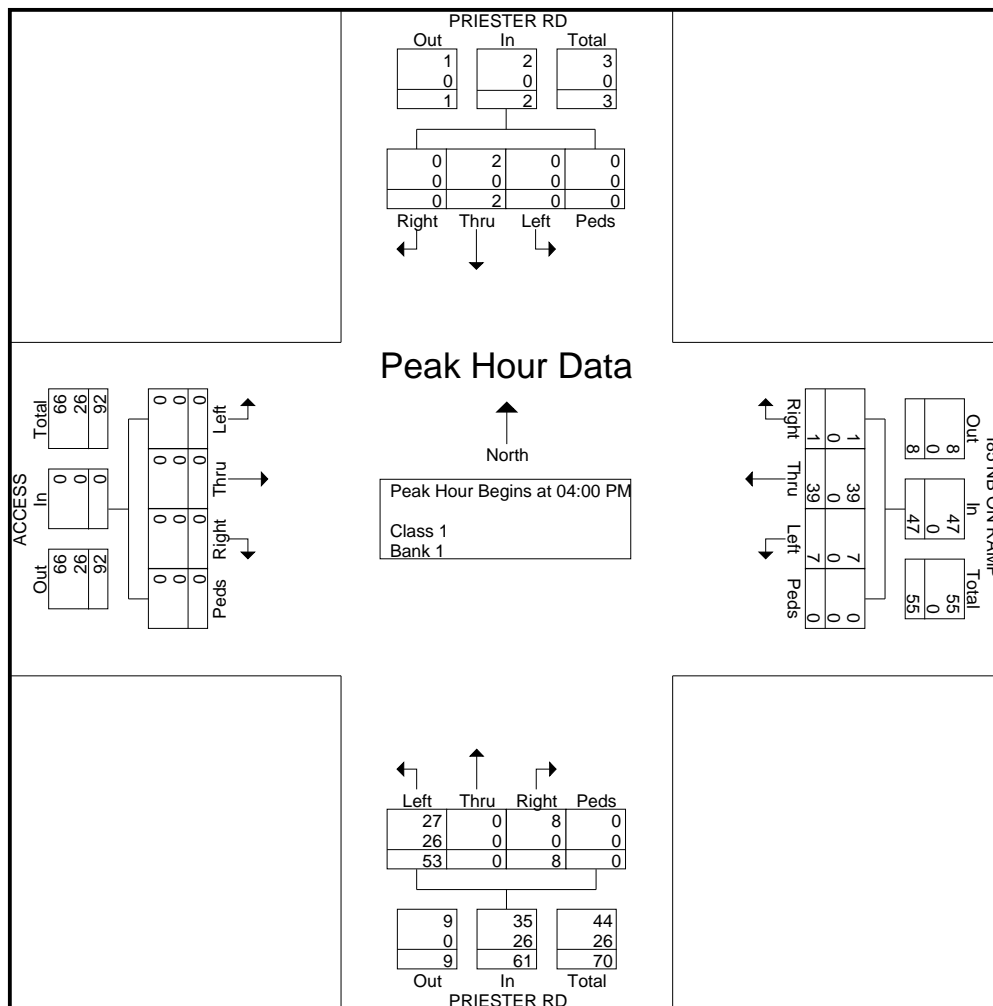 PRIESTER RD
Out In Total
1 2 3
0 0 0
1 2 3
0 2 0 0
0 0 0 0
0 2 0 0
Right Thru Left Peds
Peak Hour Data
North
Peak Hour Begins at 04:00 PM
Class 1
Bank 1
ACCESS
Out In Total
66 0 66
26 0 26
92 0 92
Left Thru Right Peds
0 0 0 0
0 0 0 0
0 0 0 0
Right Thru Left Peds
1 39 7 0
0 0 0 0
1 39 7 0
Out In Total
8 47 55
0 0 0
8 47 55
NB ON RAMP
Left Thru Right Peds
27 0 8 0
26 0 0 0
53 0 8 0
9 35 44
0 26 26
9 61 70
Out In Total
PRIESTER RD